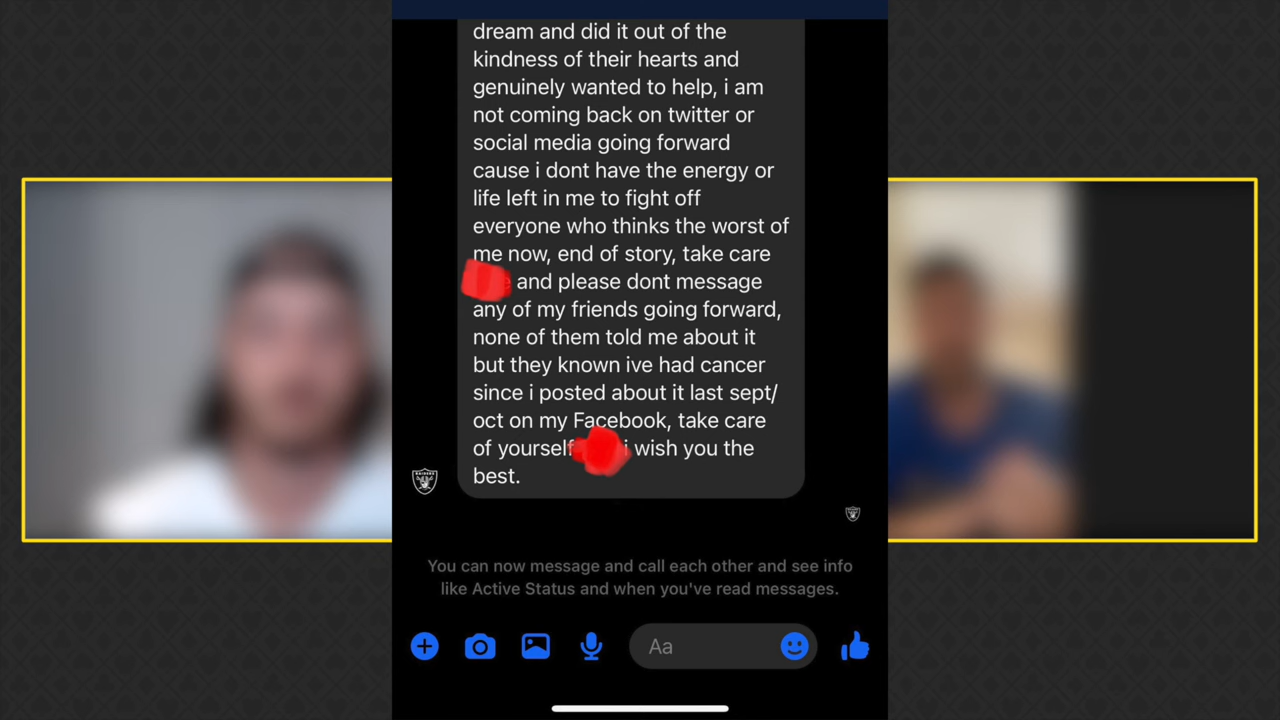 dream and did it out of the
kindness of their hearts and
genuinely wanted to help, i am
not coming back on twitter or
social media going forward
cause i dont have the energy or
life left in me to fight off
everyone who thinks the worst of
me now, end of story, take care
and please dont message
any of my friends going forward,
none of them told me about it
but they known ive had cancer
since i posted about it last sept/
oct on my Facebook, take care
of yourself i wish you the
best.
You can now message and call each other and see info
like Active Status and when you've read messages.
Aa